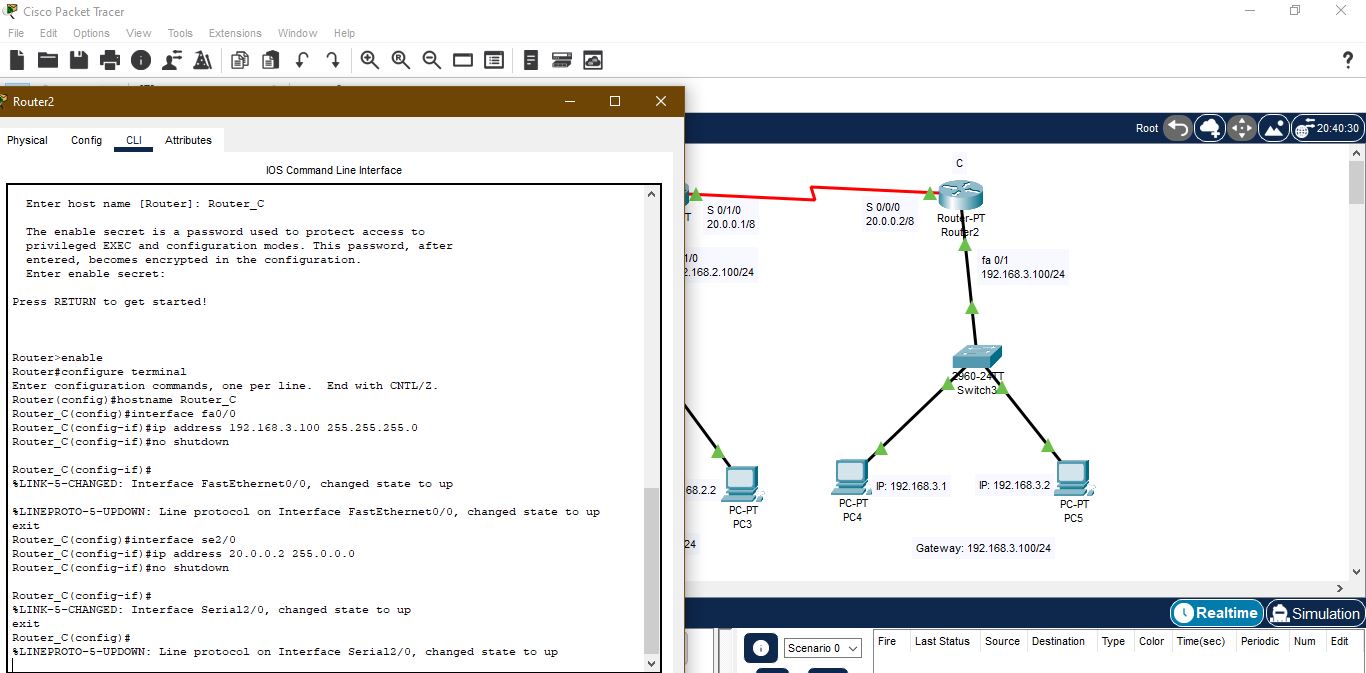 Cisco Packet Tracer
File Edit Options View Tools Extensions Window Help
Router2
Physical Config CLI Attributes
IOS Command Line Interface
Enter host name [Router]: Router_C
The enable secret is a password used to protect access to
privileged EXEC and configuration modes. This password, after
entered, becomes encrypted in the configuration.
Enter enable secret:
Press RETURN to get started!
Router>enable
Router#configure terminal
Enter configuration commands, one per line.  End with CNTL/Z.
Router(config)#hostname Router_C
Router_C(config)#interface fa0/0
Router_C(config-if)#ip address 192.168.3.100 255.255.255.0
Router_C(config-if)#no shutdown
Router_C(config-if)#
%LINK-5-CHANGED: Interface FastEthernet0/0, changed state to up
%LINEPROTO-5-UPDOWN: Line protocol on Interface FastEthernet0/0, changed state to up
exit
Router_C(config)#interface se2/0
Router_C(config-if)#ip address 20.0.0.2 255.0.0.0
Router_C(config-if)#no shutdown
Router_C(config-if)#
%LINK-5-CHANGED: Interface Serial2/0, changed state to up
exit
Router_C(config)#
%LINEPROTO-5-UPDOWN: Line protocol on Interface Serial2/0, changed state to up
Root
20:40:30
C
T
S 0/1/0
20.0.0.1/8
S 0/0/0
20.0.0.2/8
Router-PT
Router2
1/0
2.168.2.100/24
fa 0/1
192.168.3.100/24
2960-24TT
Switch3
68.2.2
PC-PT
PC3
24
IP: 192.168.3.1
PC-PT
PC4
IP: 192.168.3.2
PC-PT
PC5
Gateway: 192.168.3.100/24
Realtime Simulation
Scenario 0
Fire Last Status Source Destination Type Color Time(sec) Periodic Num Edit